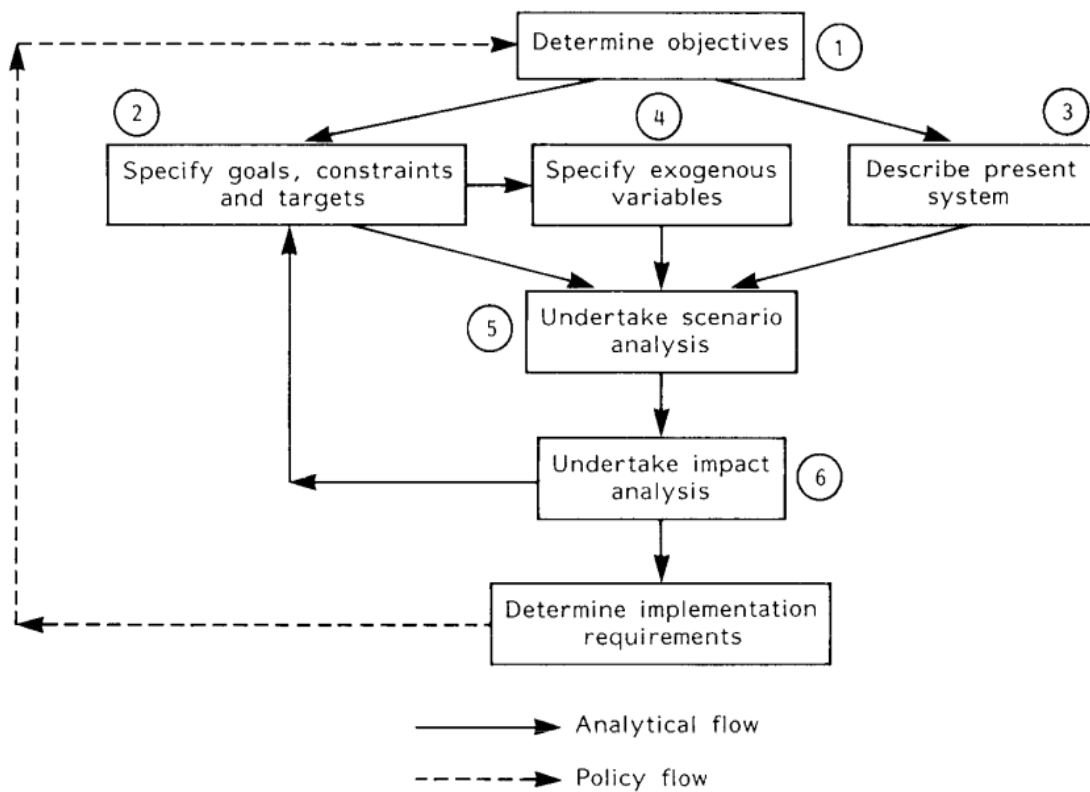 Determine objectives
1
2
4
3
Specify goals, constraints
and targets
Specify exogenous
variables
Describe present
system
5
Undertake scenario
analysis
Undertake impact
analysis
6
Determine implementation
requirements
Analytical flow
Policy flow